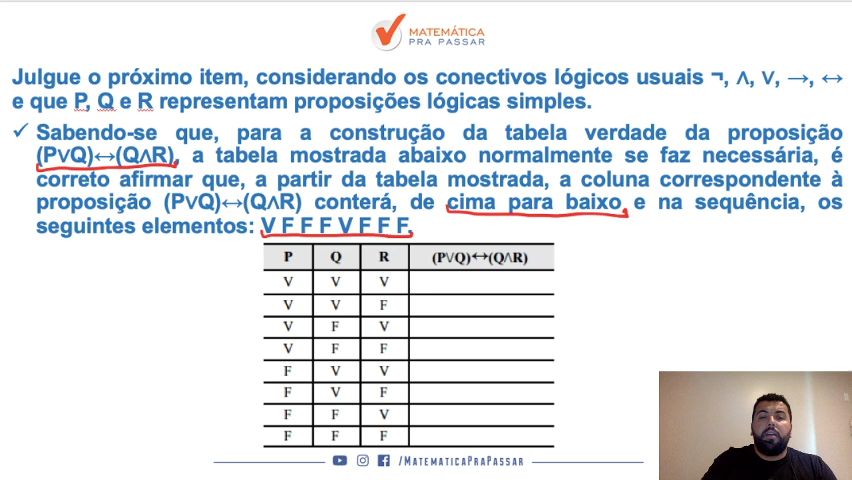 MATEMÁTICA
PRA PASSAR
Julgue o próximo item, considerando os conectivos lógicos usuais ¬, ∧, ∨, →, ↔
e que P, Q e R representam proposições lógicas simples.
✓ Sabendo-se que, para a construção da tabela verdade da proposição
(P∨Q)↔(Q∧R), a tabela mostrada abaixo normalmente se faz necessária, é
correto afirmar que, a partir da tabela mostrada, a coluna correspondente à
proposição (P∨Q)↔(Q∧R) conterá, de cima para baixo e na sequência, os
seguintes elementos: V F F F V F F F.
P Q R (P∨Q)↔(Q∧R)
V V V
V V F
V F V
V F F
F V V
F V F
F F V
F F F
/MatematicaPraPassar